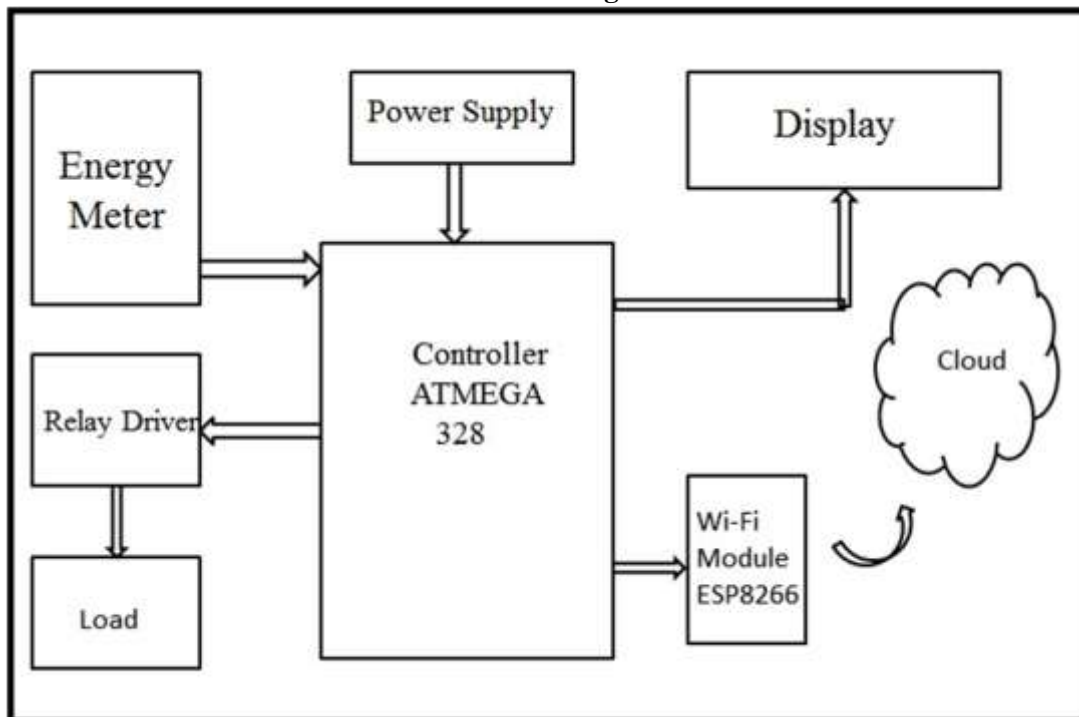 Energy
Meter
Power Supply
Display
Controller
ATMEGA
328
Cloud
Relay Driver
Wi-Fi
Module
ESP8266
Load